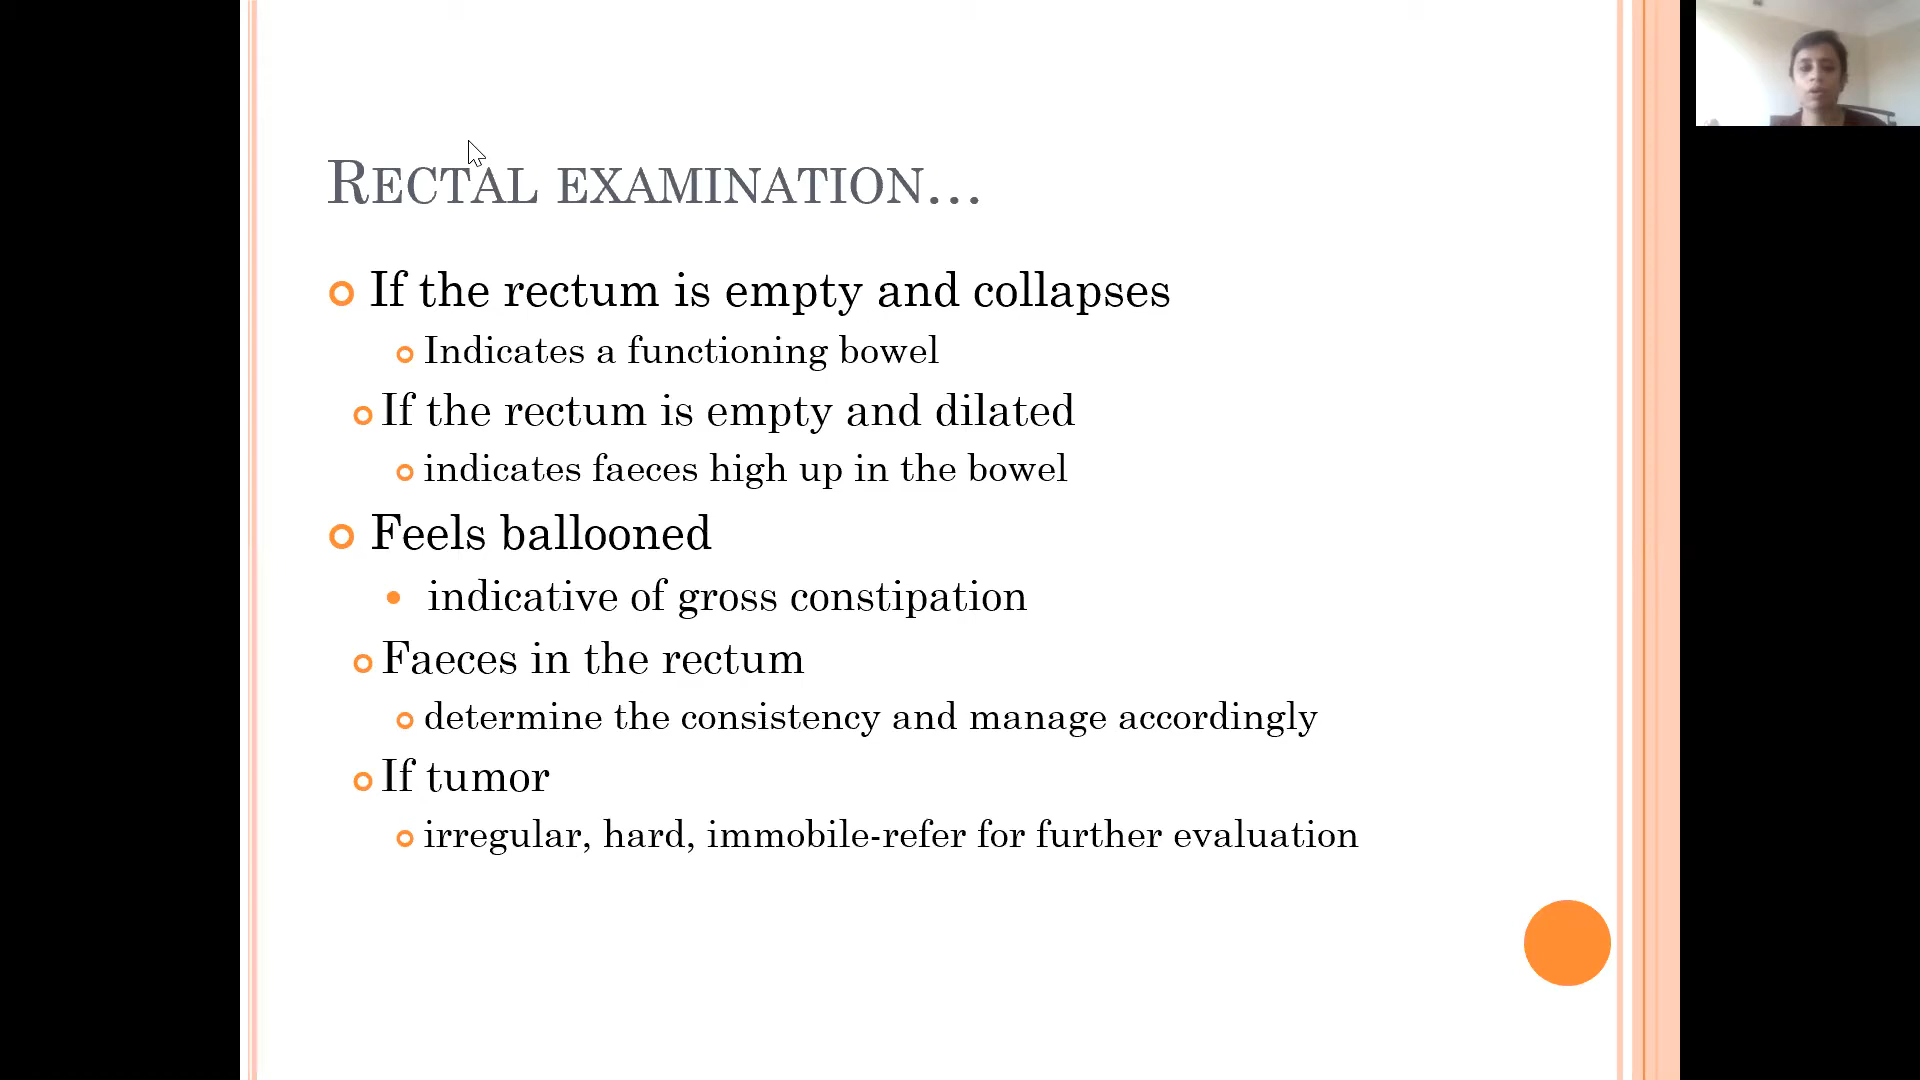 RECTAL EXAMINATION...
If the rectum is empty and collapses
Indicates a functioning bowel
If the rectum is empty and dilated
indicates faeces high up in the bowel
Feels ballooned
indicative of gross constipation
Faeces in the rectum
determine the consistency and manage accordingly
If tumor
irregular, hard, immobile-refer for further evaluation